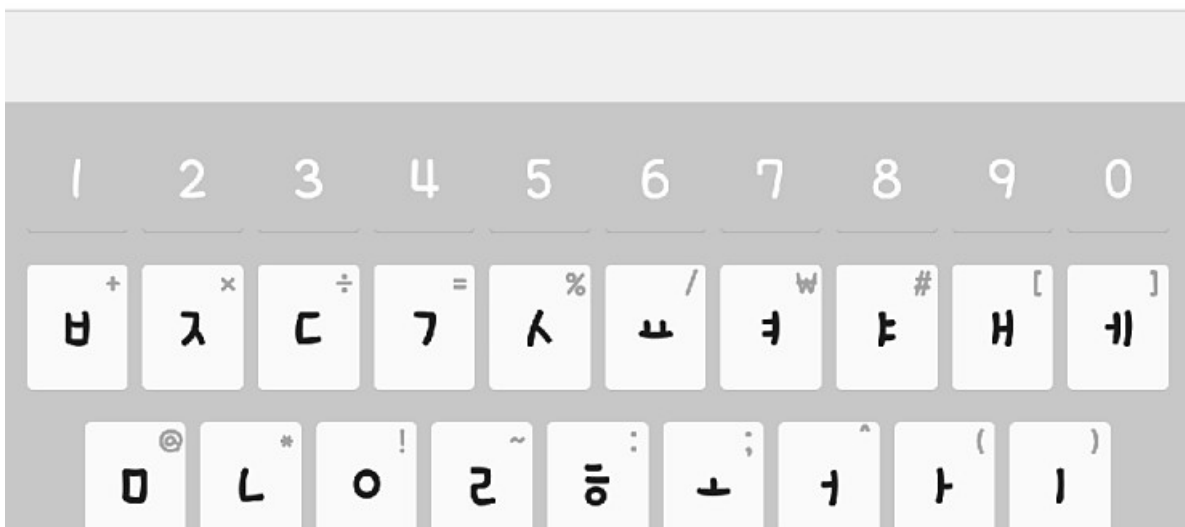 1 2 3 4 5 6 7 8 9 0
+ × ÷ = % / ₩ # [ ]
ㅂ ㅈ ㄷ ㄱ ㅅ ㅛ ㅕ ㅑ ㅐ ㅔ
@ * ! ~ : ; ^ ( )
ㅁ ㄴ ㅇ ㄹ ㅎ ㅗ ㅓ ㅏ ㅣ